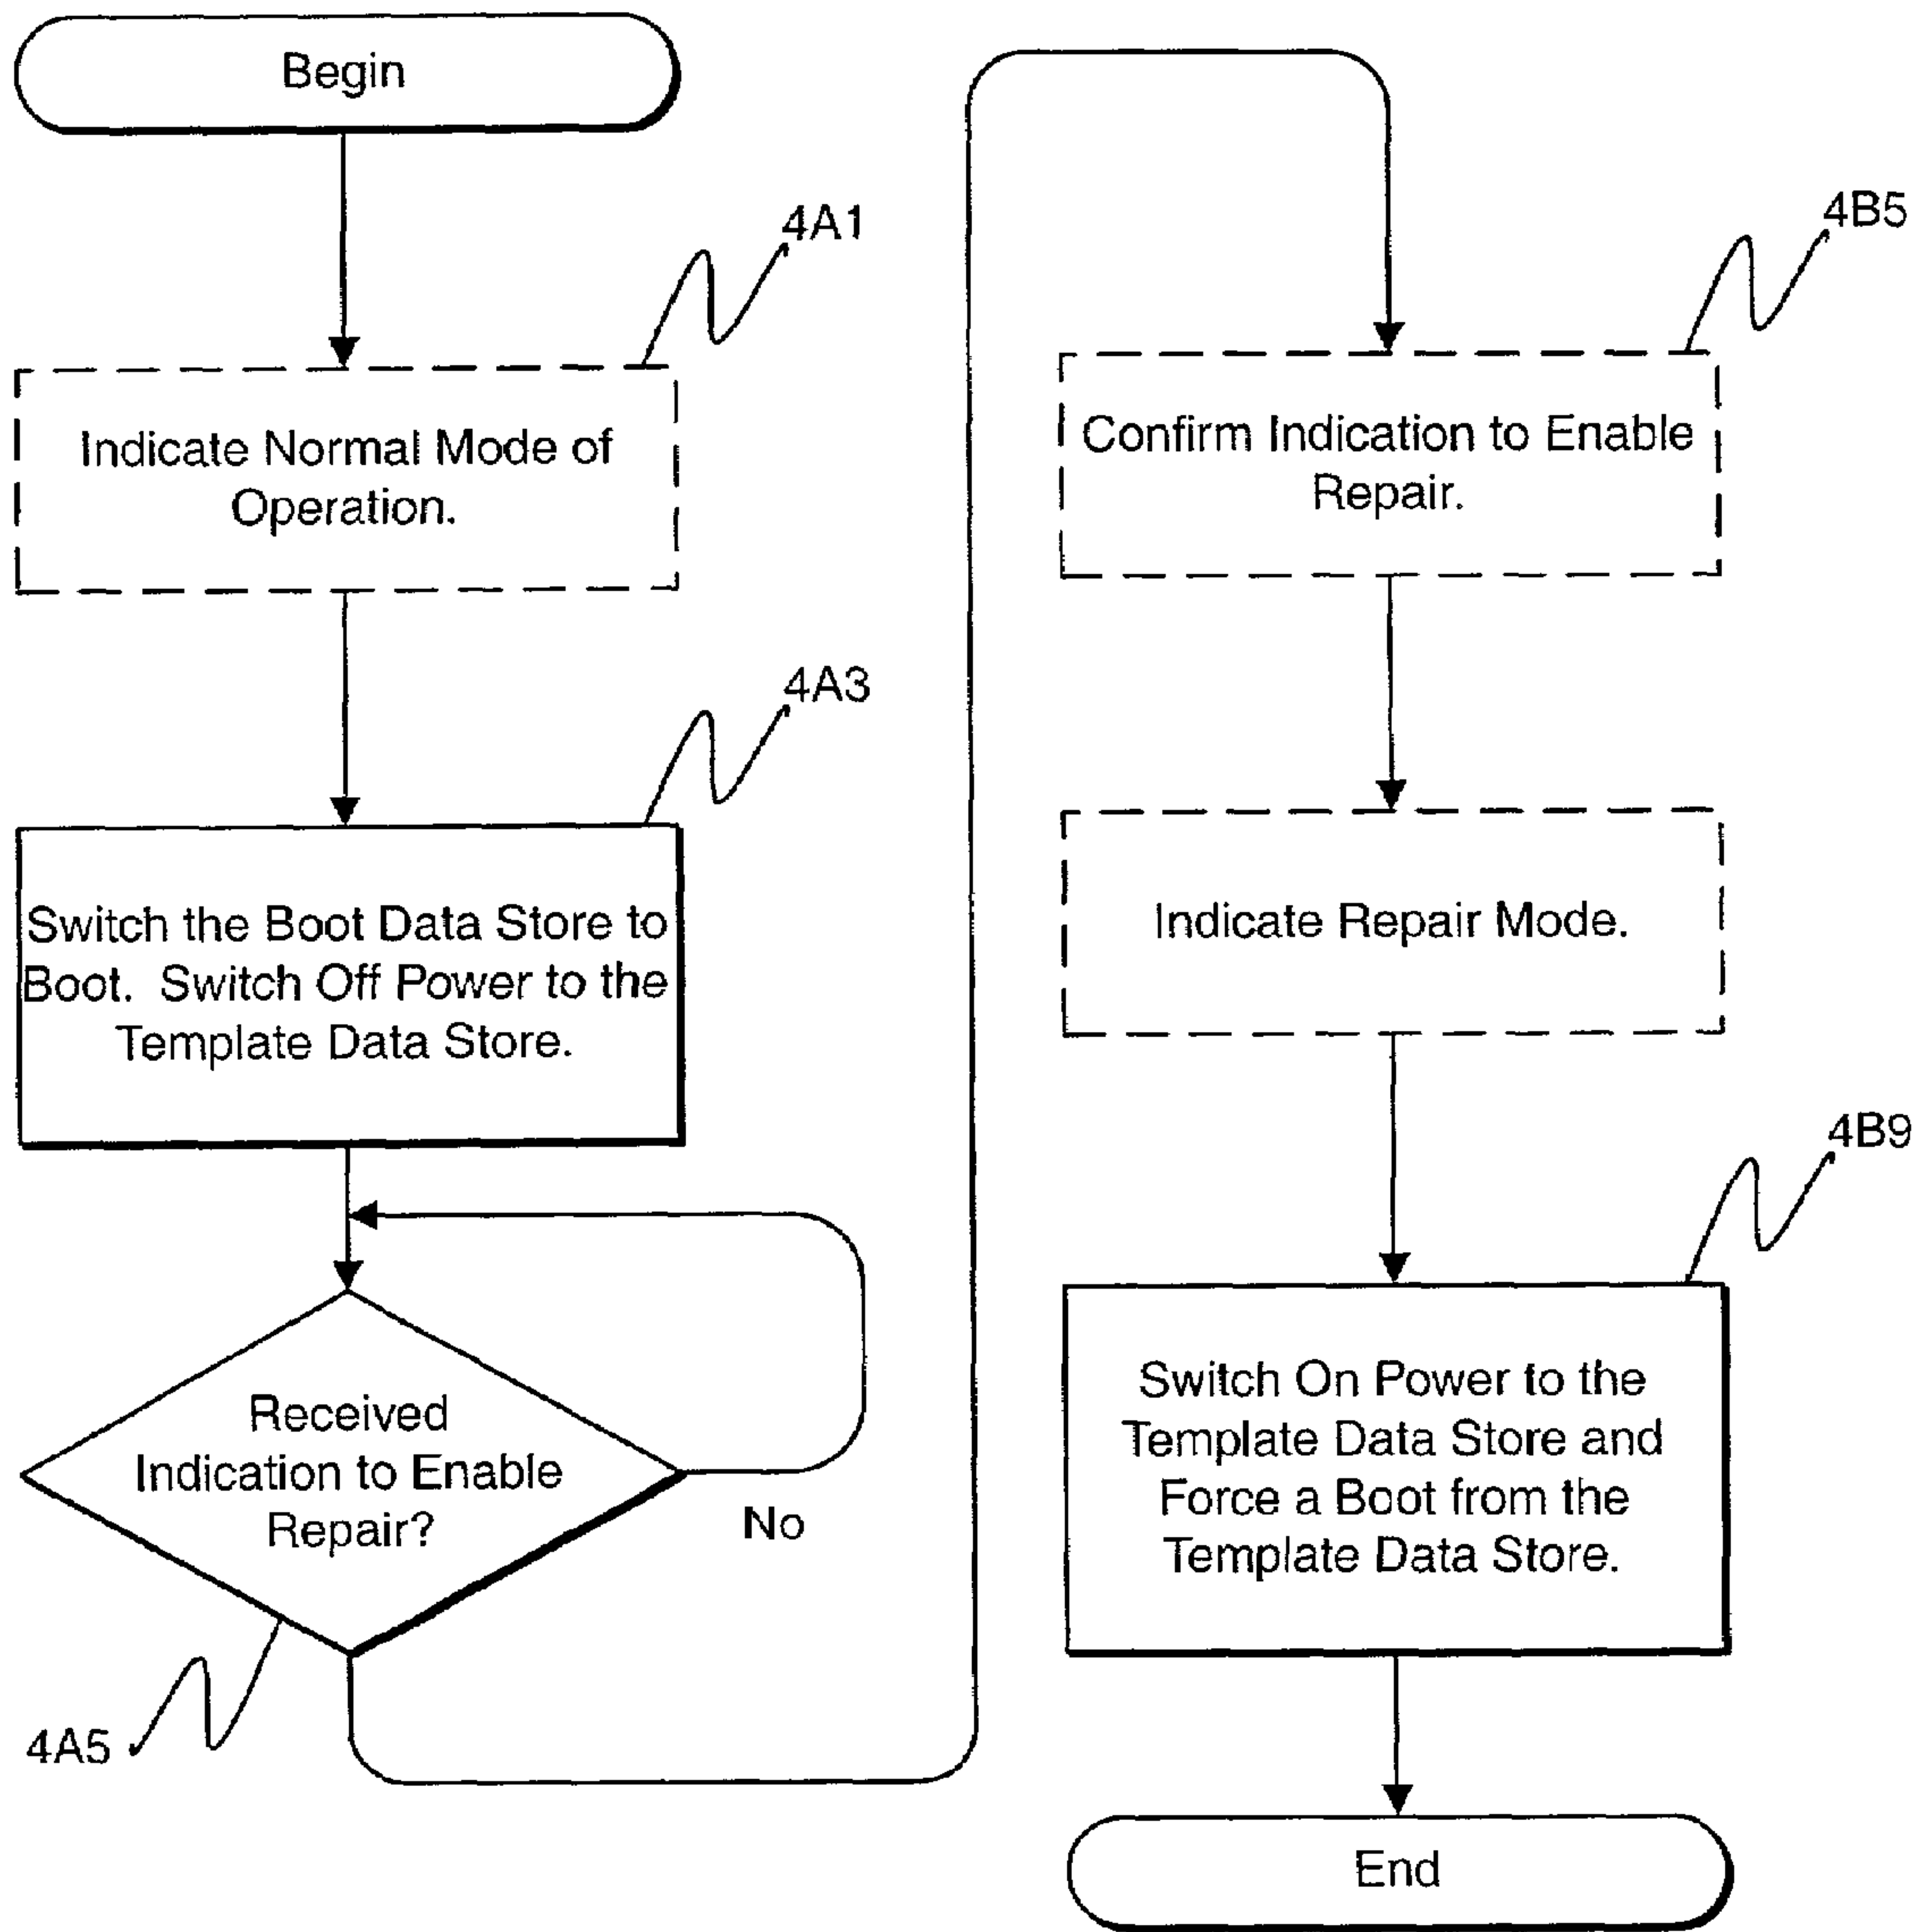 Begin
4A1
Indicate Normal Mode of
Operation.
4A3
Switch the Boot Data Store to
Boot. Switch Off Power to the
Template Data Store.
Received
Indication to Enable
Repair?
No
4A5
4B5
Confirm Indication to Enable
Repair.
Indicate Repair Mode.
4B9
Switch On Power to the
Template Data Store and
Force a Boot from the
Template Data Store.
End